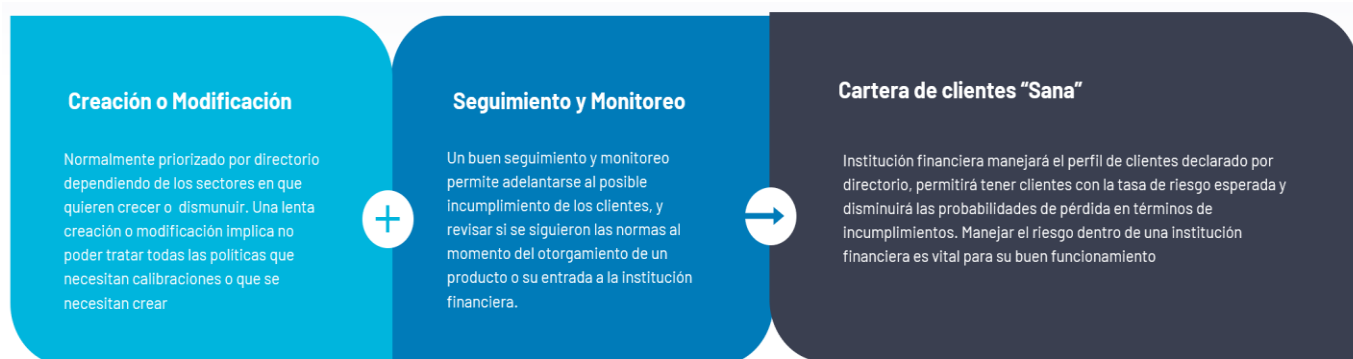 Creación o Modificación
Normalmente priorizado por directorio
dependiendo de los sectores en que
quieren crecer o  dismunuir. Una lenta
creación o modificación implica no
poder tratar todas las políticas que
necesitan calibraciones o que se
necesitan crear
Seguimiento y Monitoreo
Un buen seguimiento y monitoreo
permite adelantarse al posible
incumplimiento de los clientes, y
revisar si se siguieron las normas al
momento del otorgamiento de un
producto o su entrada a la institución
financiera.
Cartera de clientes “Sana”
Institución financiera manejará el perfil de clientes declarado por
directorio, permitirá tener clientes con la tasa de riesgo esperada y
disminuirá las probabilidades de pérdida en términos de
incumplimientos. Manejar el riesgo dentro de una institución
financiera es vital para su buen funcionamiento